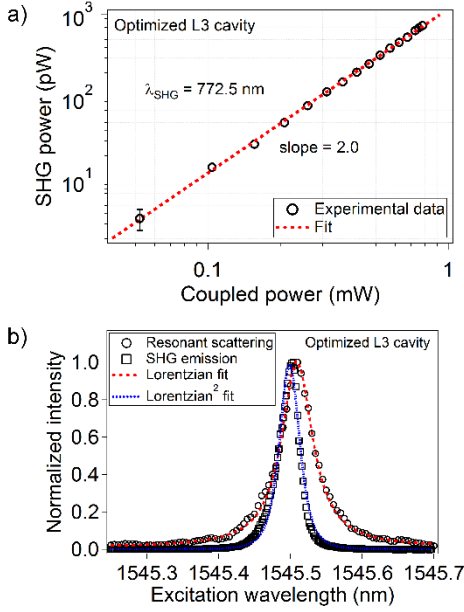 a)
Optimized L3 cavity
10³
λSHG = 772.5 nm
10²
slope = 2.0
10¹
Experimental data
Fit
SHG power (pW)
0.1
1
Coupled power (mW)
b)
Resonant scattering
Optimized L3 cavity
SHG emission
Lorentzian fit
Lorentzian² fit
Normalized intensity
1.0
0.8
0.6
0.4
0.2
0.0
1545.3 1545.4 1545.5 1545.6 1545.7
Excitation wavelength (nm)